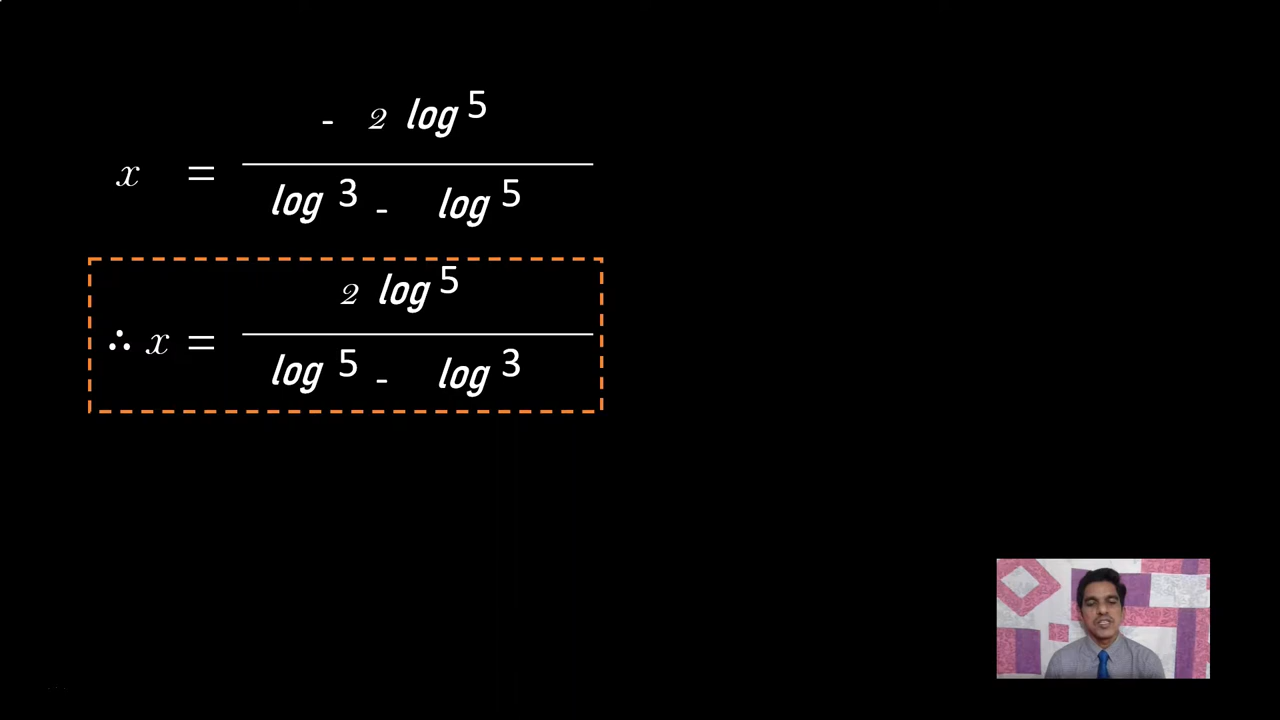 - 2 log 5
x =
log 3 - log 5
2 log 5
∴ x =
log 5 - log 3